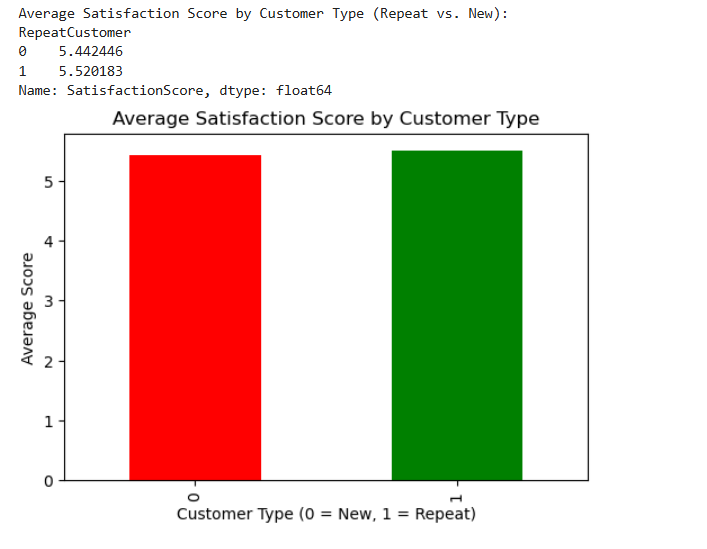 Average Satisfaction Score by Customer Type (Repeat vs. New):
RepeatCustomer
0    5.442446
1    5.520183
Name: SatisfactionScore, dtype: float64
Average Satisfaction Score by Customer Type
Average Score
5
4
3
2
1
0
0
1
Customer Type (0 = New, 1 = Repeat)